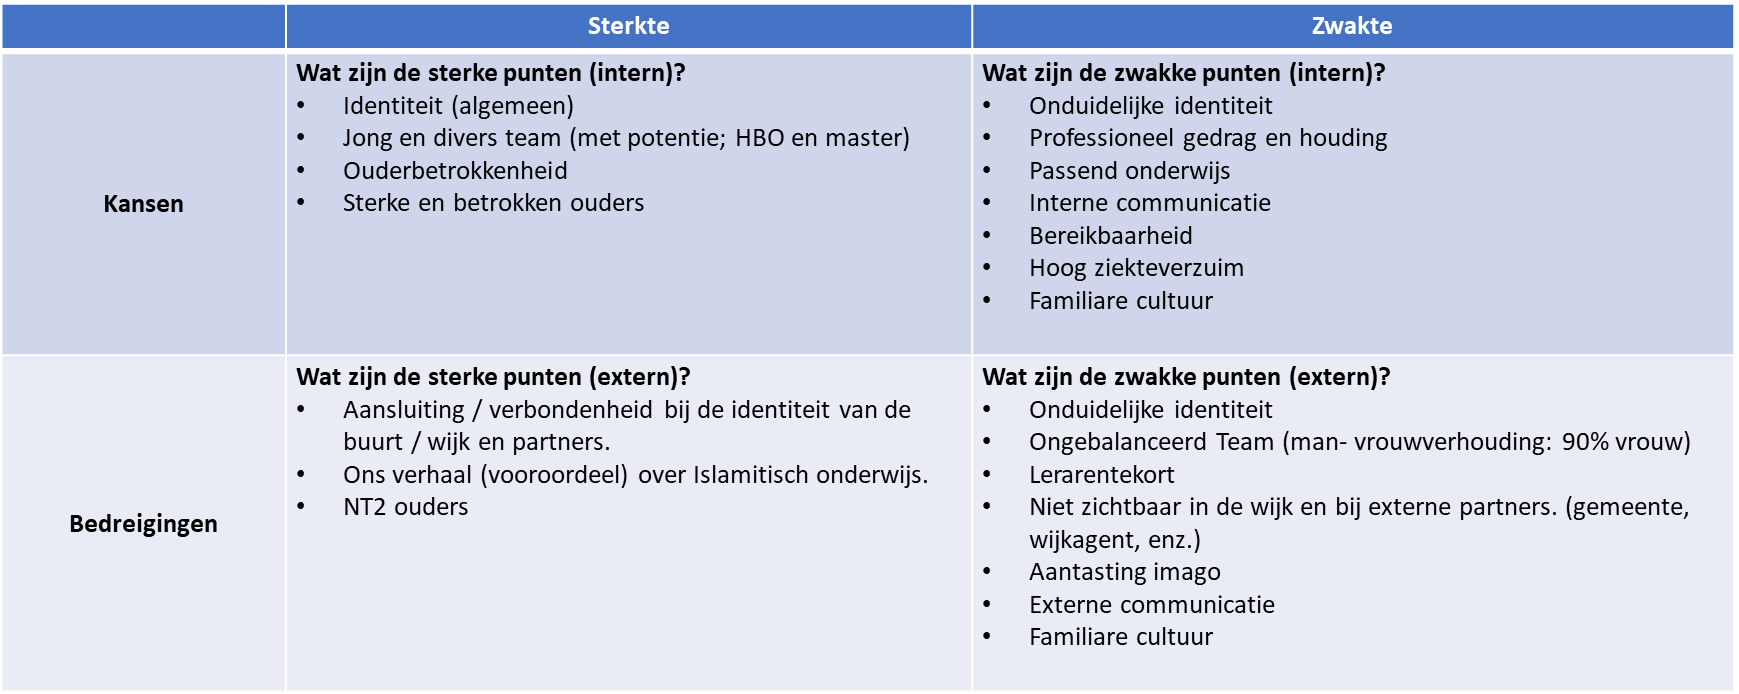 Sterkte
Zwakte
Kansen
Wat zijn de sterke punten (intern)?
• Identiteit (algemeen)
• Jong en divers team (met potentie; HBO en master)
• Ouderbetrokkenheid
• Sterke en betrokken ouders
Wat zijn de zwakke punten (intern)?
• Onduidelijke identiteit
• Professioneel gedrag en houding
• Passend onderwijs
• Interne communicatie
• Bereikbaarheid
• Hoog ziekteverzuim
• Familiare cultuur
Bedreigingen
Wat zijn de sterke punten (extern)?
• Aansluiting / verbondenheid bij de identiteit van de
buurt / wijk en partners.
• Ons verhaal (vooroordeel) over Islamitisch onderwijs.
• NT2 ouders
Wat zijn de zwakke punten (extern)?
• Onduidelijke identiteit
• Ongebalanceerd Team (man- vrouwverhouding: 90% vrouw)
• Lerarentekort
• Niet zichtbaar in de wijk en bij externe partners. (gemeente,
wijkagent, enz.)
• Aantasting imago
• Externe communicatie
• Familiare cultuur